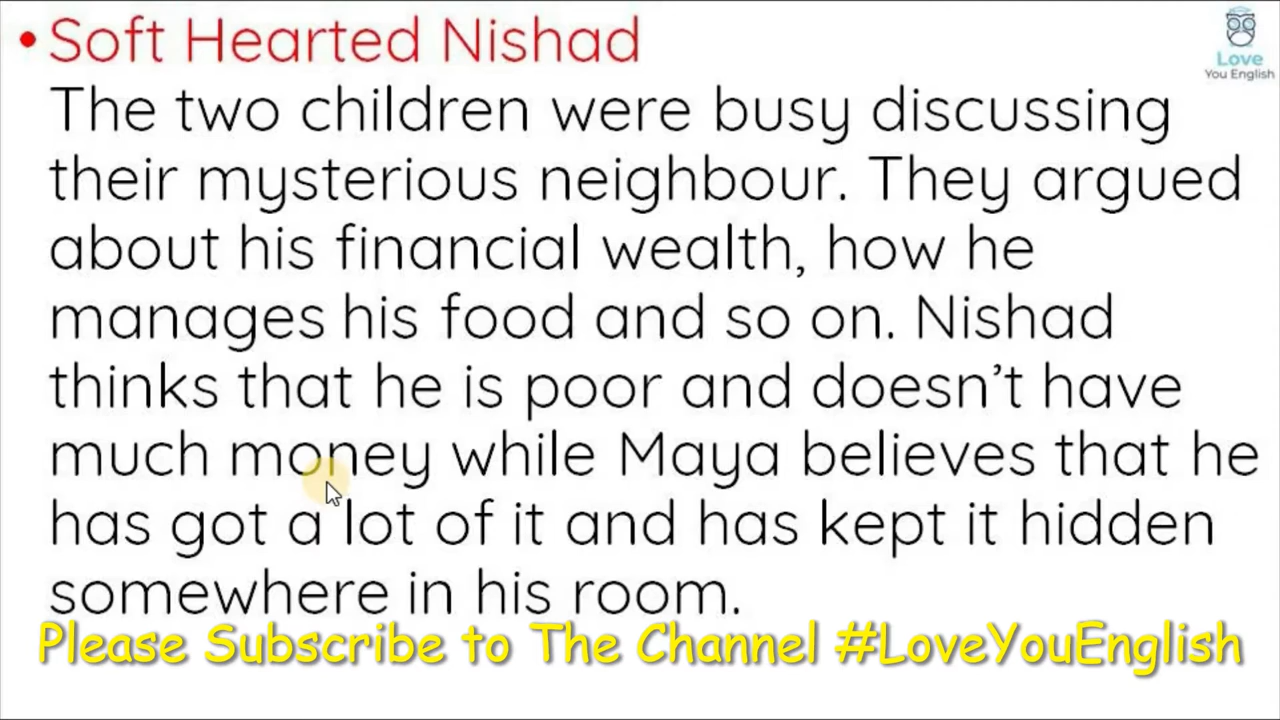 • Soft Hearted Nishad
Love
You English
The two children were busy discussing
their mysterious neighbour. They argued
about his financial wealth, how he
manages his food and so on. Nishad
thinks that he is poor and doesn’t have
much money while Maya believes that he
has got a lot of it and has kept it hidden
somewhere in his room.
Please Subscribe to The Channel #LoveYouEnglish